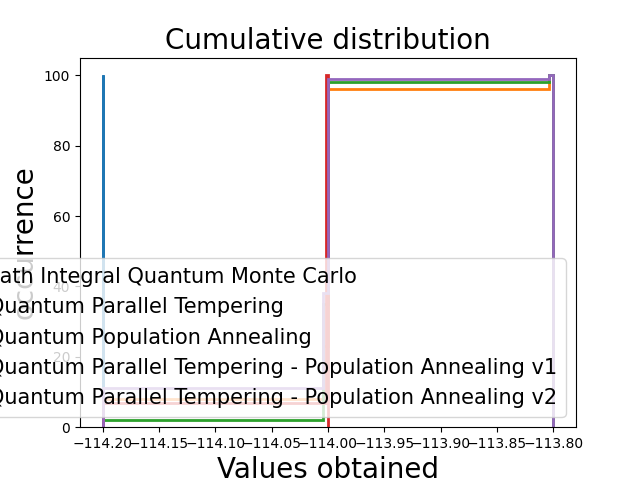 Cumulative distribution
100
80
60
40
20
0
occurrence
ath Integral Quantum Monte Carlo
Quantum Parallel Tempering
Quantum Population Annealing
Quantum Parallel Tempering - Population Annealing v1
Quantum Parallel Tempering - Population Annealing v2
−114.20 −114.15 −114.10 −114.05 −114.00 −113.95 −113.90 −113.85 −113.80
Values obtained